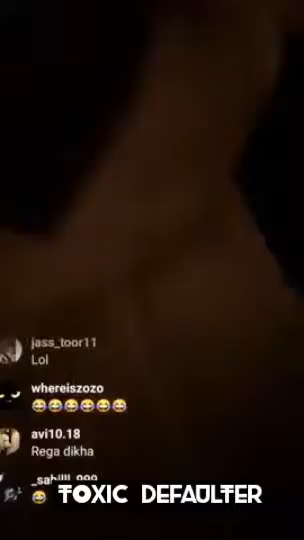 jass_toor11
Lol
whereiszozo
😂😂😂😂😂😂
avi10.18
Rega dikha
😂 TOXIC DEFAULTER